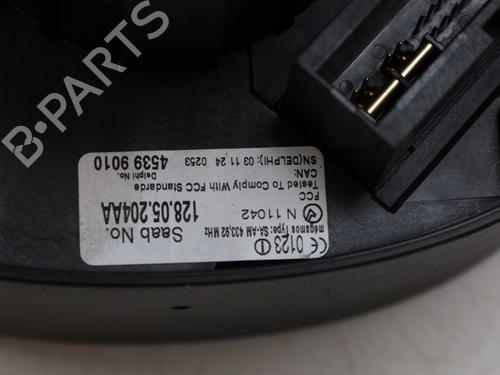 B-PARTS
4539 9010
Delphi No.
SN(DELPHI): 03 11, 24 0253
CAN:
Tested To Comply With FCC Standards
FCC
128.05.204AA
N 11042
Saab No.
megamos Type: SA-AM 433,92 MHz
CE 0123